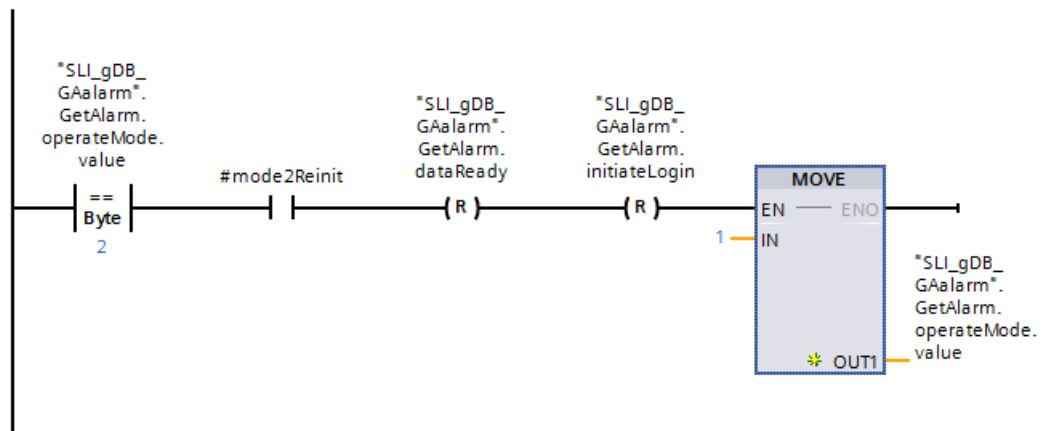 "SLI_gDB_
GAalarm".
GetAlarm.
operateMode.
value
==
Byte
2
#mode2Reinit
"SLI_gDB_
GAalarm".
GetAlarm.
dataReady
R
"SLI_gDB_
GAalarm".
GetAlarm.
initiateLogin
R
MOVE
EN ENO
1 IN
OUT1
"SLI_gDB_
GAalarm".
GetAlarm.
operateMode.
value